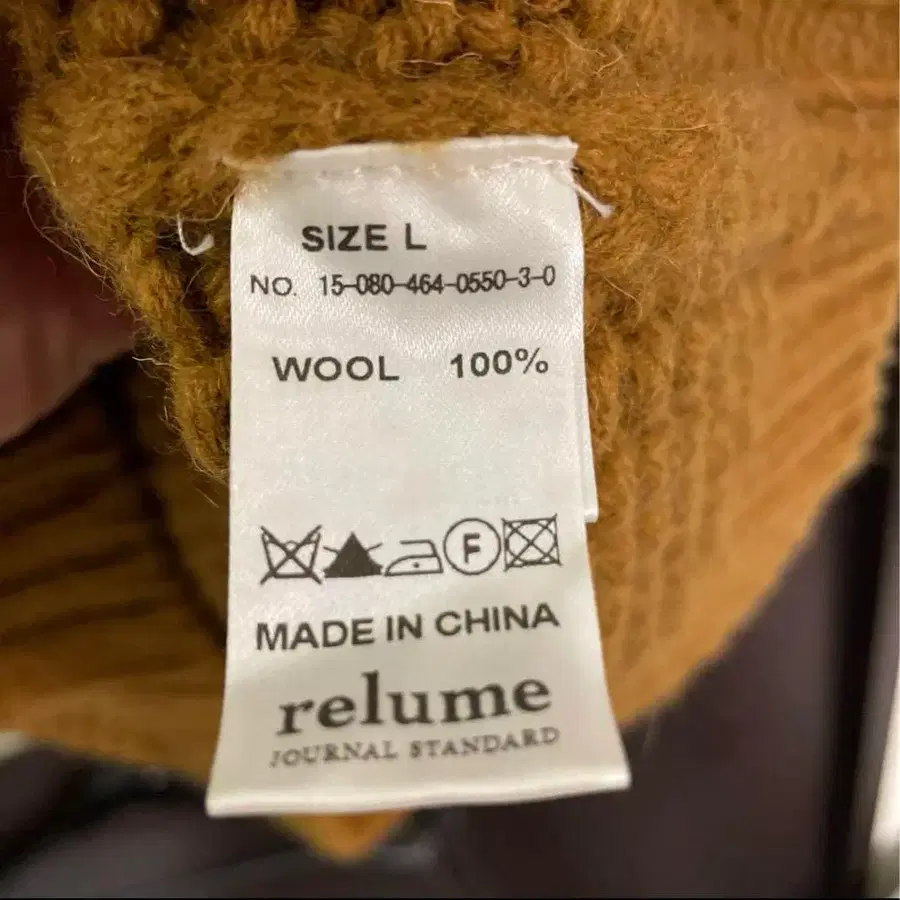 SIZE L
NO. 15-080-464-0550-3-0
WOOL 100%
F
MADE IN CHINA
relume
JOURNAL STANDARD